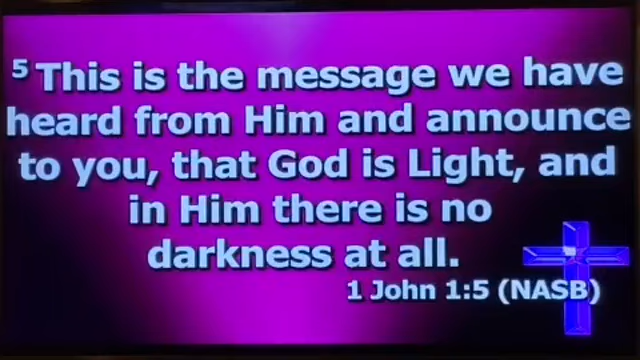 5 This is the message we have
heard from Him and announce
to you, that God is Light, and
in Him there is no
darkness at all.
1 John 1:5 (NASB)